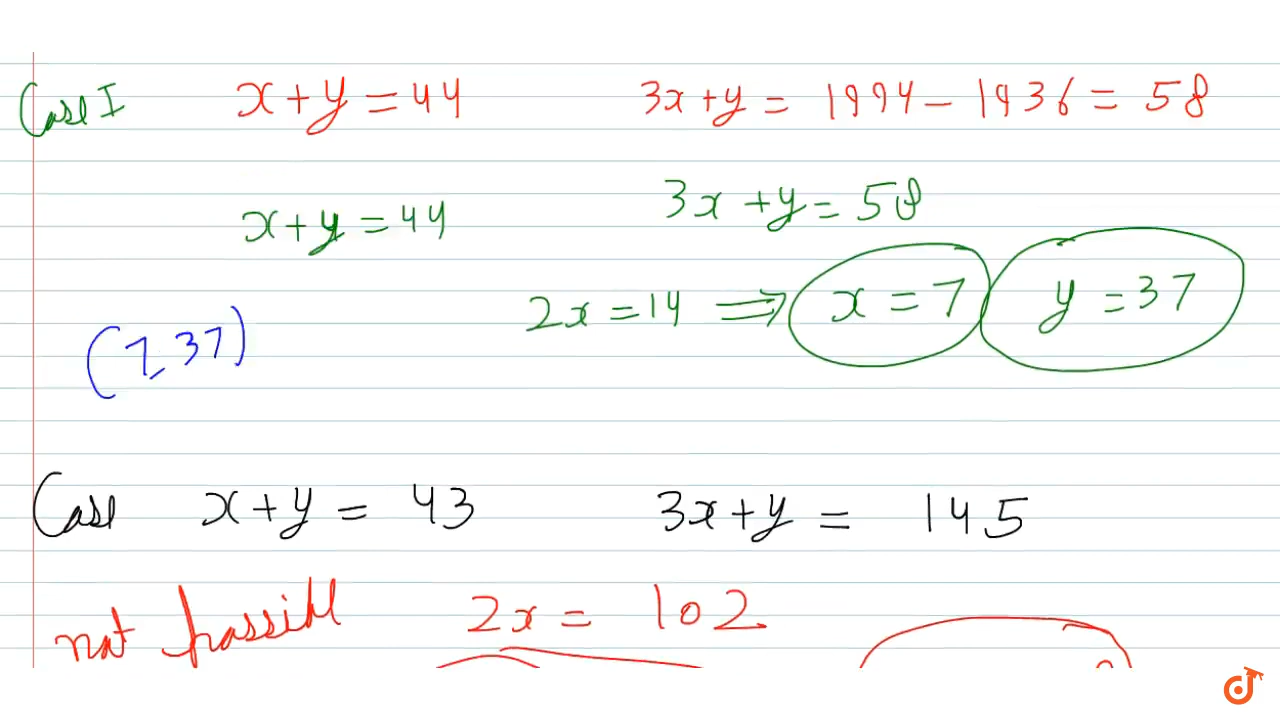 Case I x+y=44 3x+y = 1994 - 1936 = 58
x+y=44 3x+y=58
2x=14 ⟹ x=7 y=37
(7,37)
Case x+y = 43 3x+y = 145
not possible 2x = 102